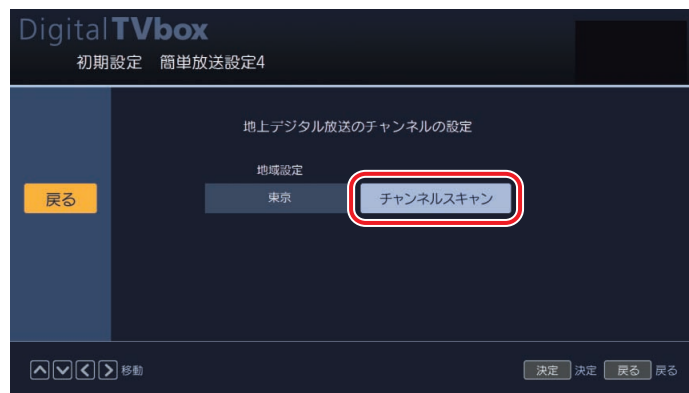 Digital TVbox
初期設定 簡単放送設定4
地上デジタル放送のチャンネルの設定
地域設定
戻る
東京
チャンネルスキャン
移動
決定 決定 戻る 戻る